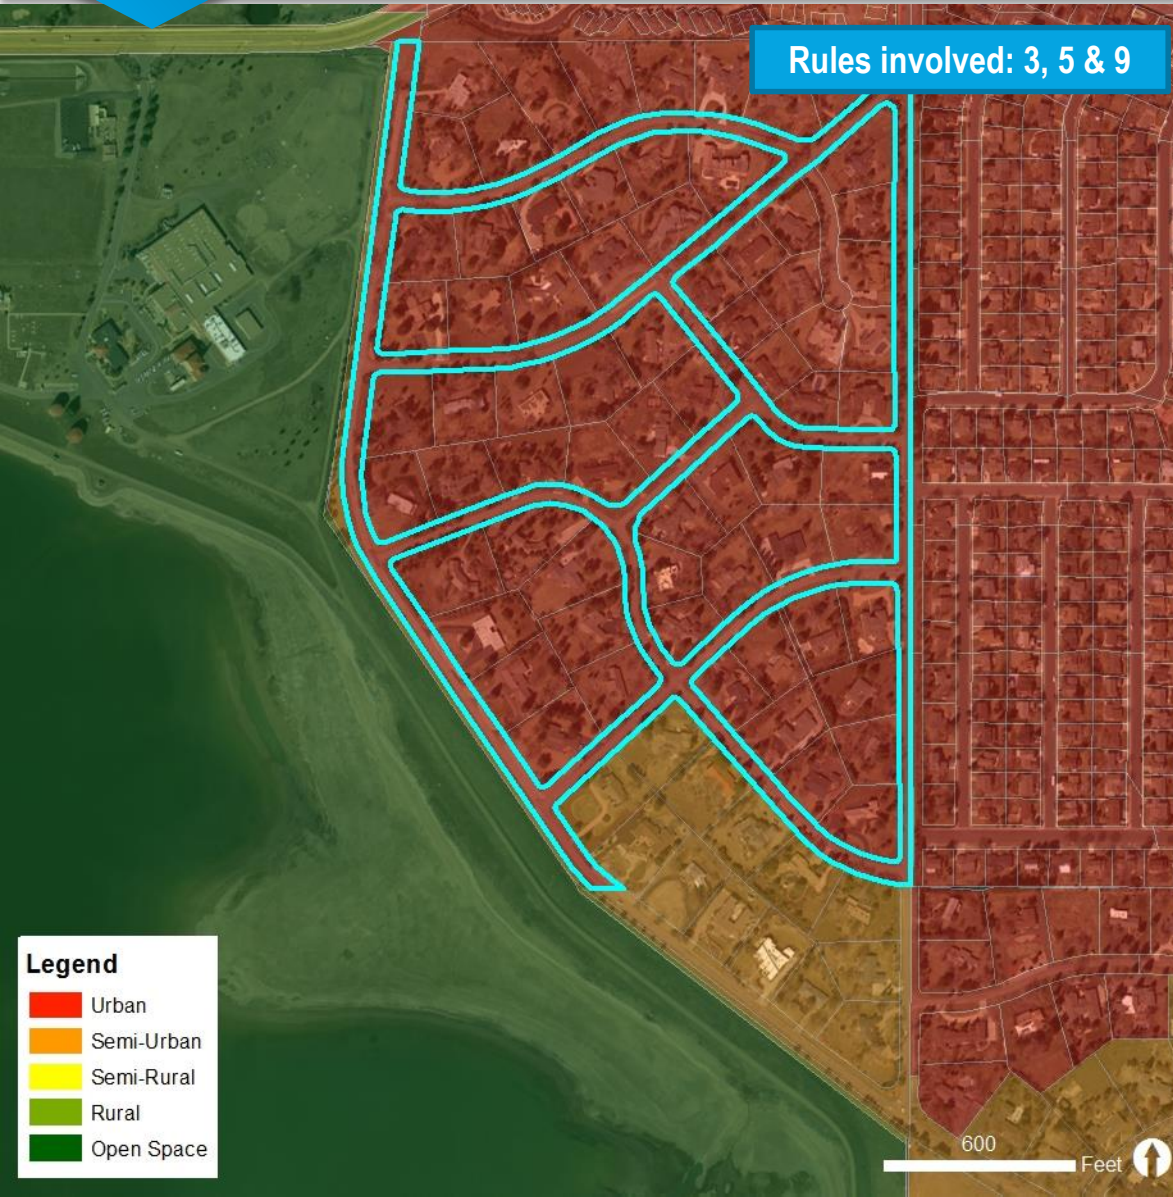 Rules involved: 3, 5 & 9
Legend
Urban
Semi-Urban
Semi-Rural
Rural
Open Space
600
Feet